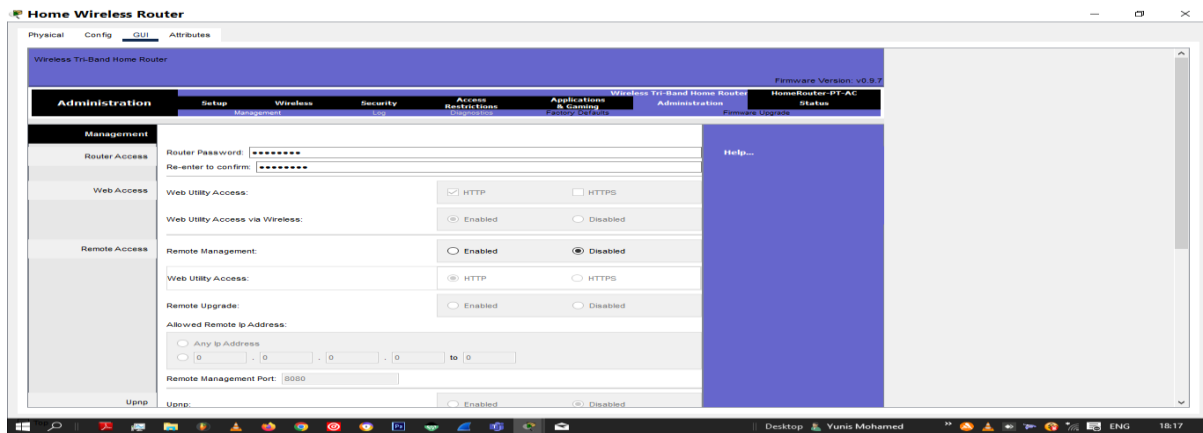 Home Wireless Router
Physical Config GUI Attributes
Wireless Tri-Band Home Router
Firmware Version: v0.9.7
Wireless Tri-Band Home Router HomeRouter-PT-AC
Administration Setup Wireless Security Access Restrictions Applications & Gaming Administration Status
Management Log Diagnostics Factory Defaults Firmware Upgrade
Management
Router Access Router Password: •••••••• Help...
Re-enter to confirm: ••••••••
Web Access Web Utility Access: HTTP HTTPS
Web Utility Access via Wireless: Enabled Disabled
Remote Access Remote Management: Enabled Disabled
Web Utility Access: HTTP HTTPS
Remote Upgrade: Enabled Disabled
Allowed Remote Ip Address:
Any Ip Address
0 . 0 . 0 . 0 to 0
Remote Management Port: 8080
Upnp Upnp: Enabled Disabled
Desktop Yunis Mohamed ENG 18:17